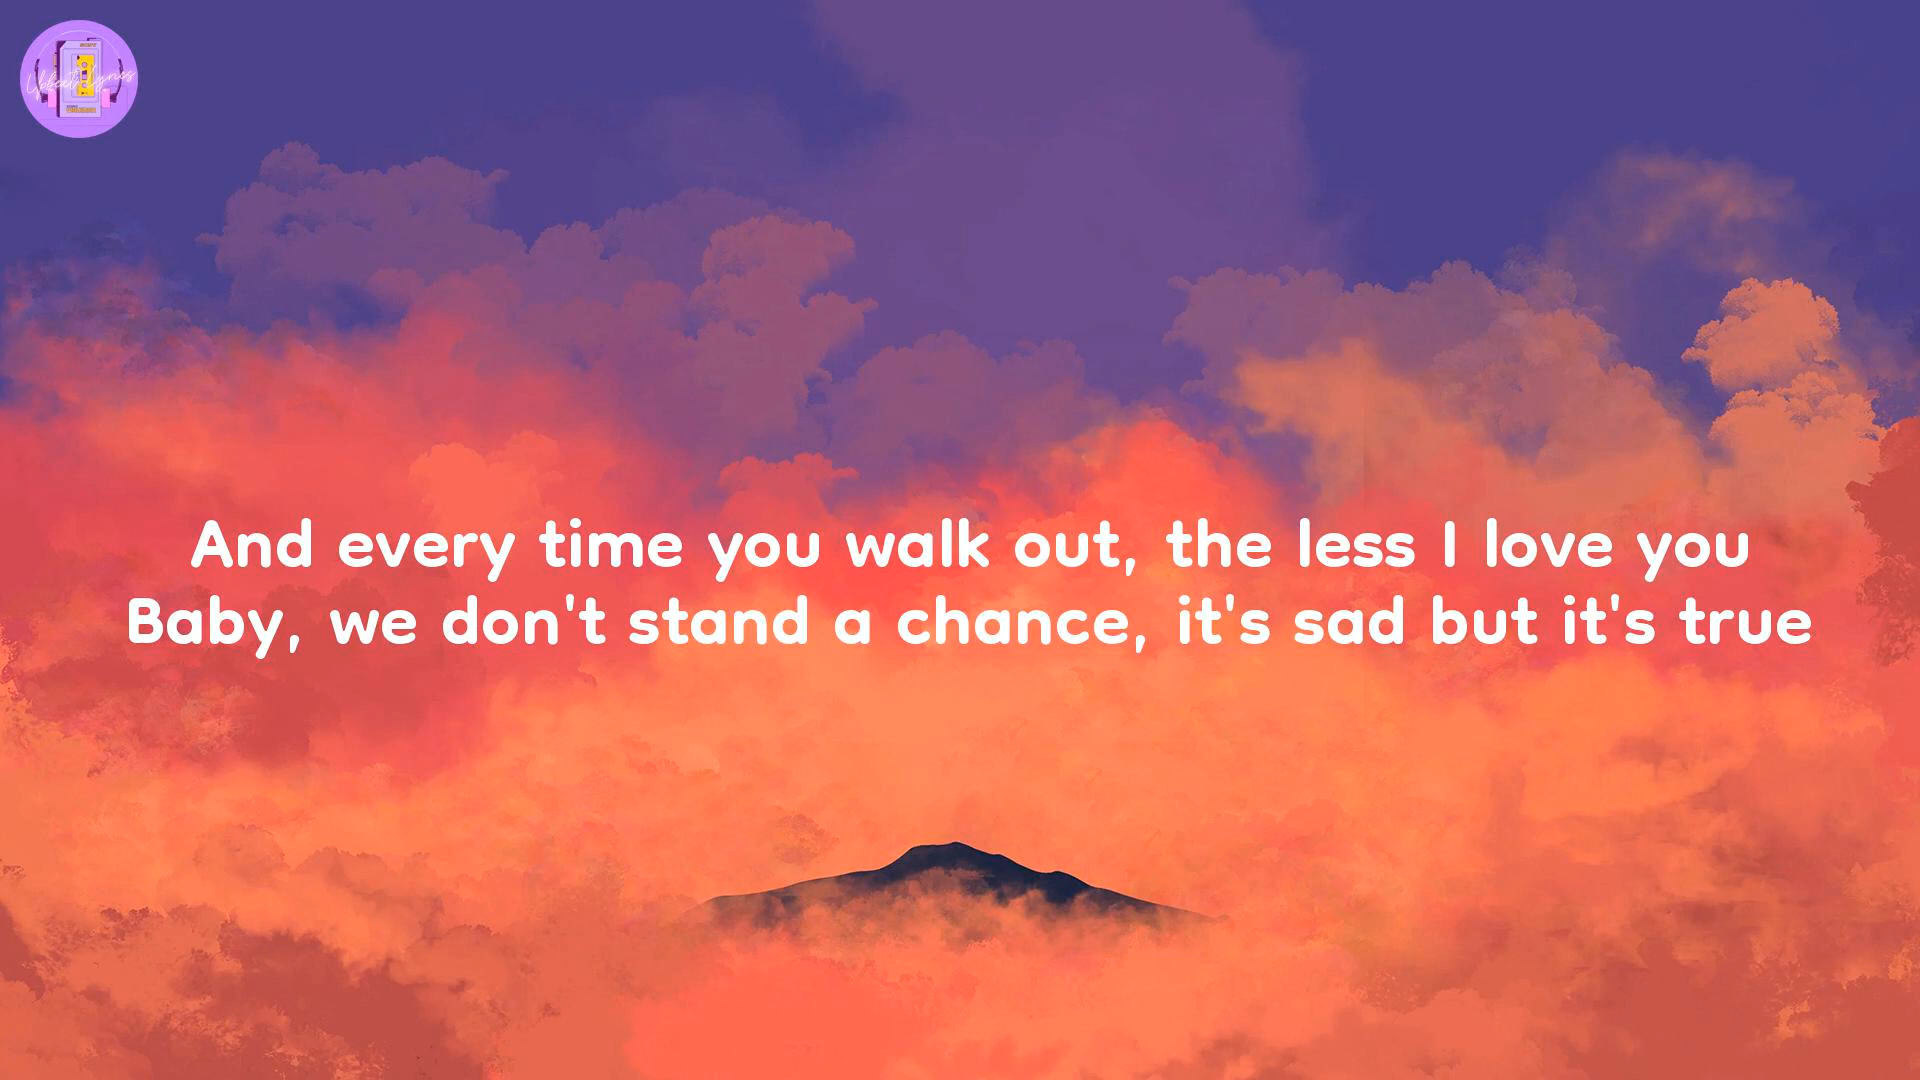 And every time you walk out, the less I love you
Baby, we don't stand a chance, it's sad but it's true